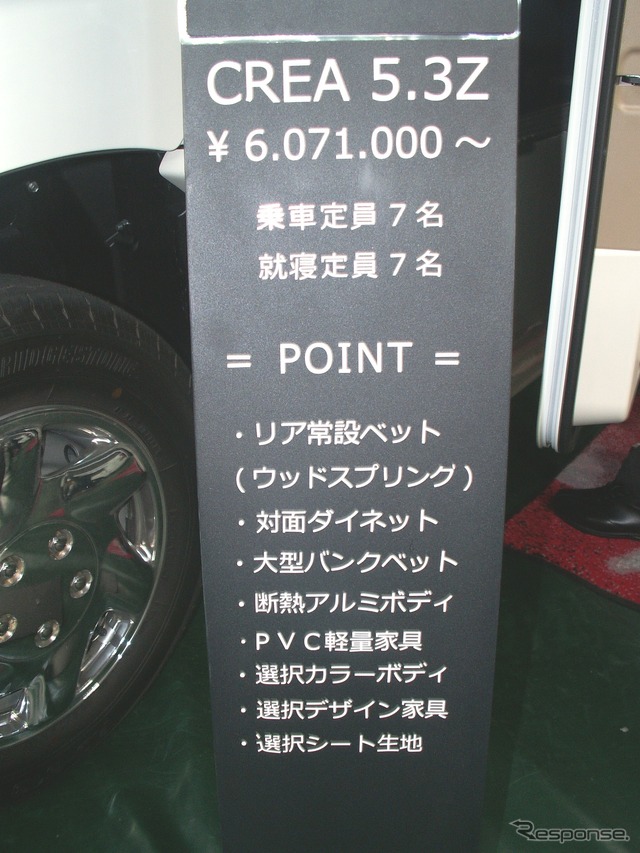 CREA 5.3Z
¥ 6.071.000～
乗車定員７名
就寝定員７名
= POINT =
・リア常設ベット
(ウッドスプリング)
・対面ダイネット
・大型バンクベット
・断熱アルミボディ
・ＰＶＣ軽量家具
・選択カラーボディ
・選択デザイン家具
・選択シート生地
Response.